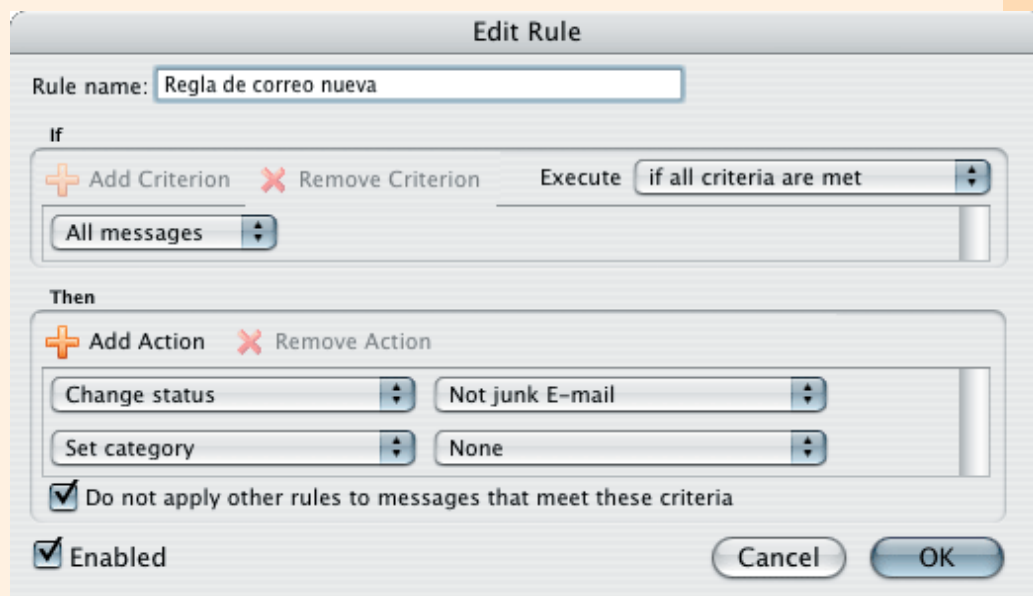 Edit Rule
Rule name: Regla de correo nueva
If
Add Criterion Remove Criterion Execute if all criteria are met
All messages
Then
Add Action Remove Action
Change status Not junk E-mail
Set category None
Do not apply other rules to messages that meet these criteria
Enabled Cancel OK